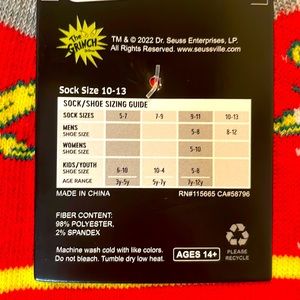 The
GRINCH
TM & © 2022 Dr. Seuss Enterprises, LP.
All Rights Reserved. www.seussville.com
Sock Size 10-13
SOCK/SHOE SIZING GUIDE
SOCK SIZES 5-7 7-9 9-11 10-13
MENS
SHOE SIZE 5-8 8-12
WOMENS
SHOE SIZE 5-10
KIDS/YOUTH
SHOE SIZE 6-10 10-4 5-8
AGE RANGE 3y-5y 5y-7y 7y-12y
MADE IN CHINA RN#115665 CA#58796
FIBER CONTENT:
98% POLYESTER,
2% SPANDEX
Machine wash cold with like colors.
Do not bleach. Tumble dry low heat.
AGES 14+
PLEASE
RECYCLE